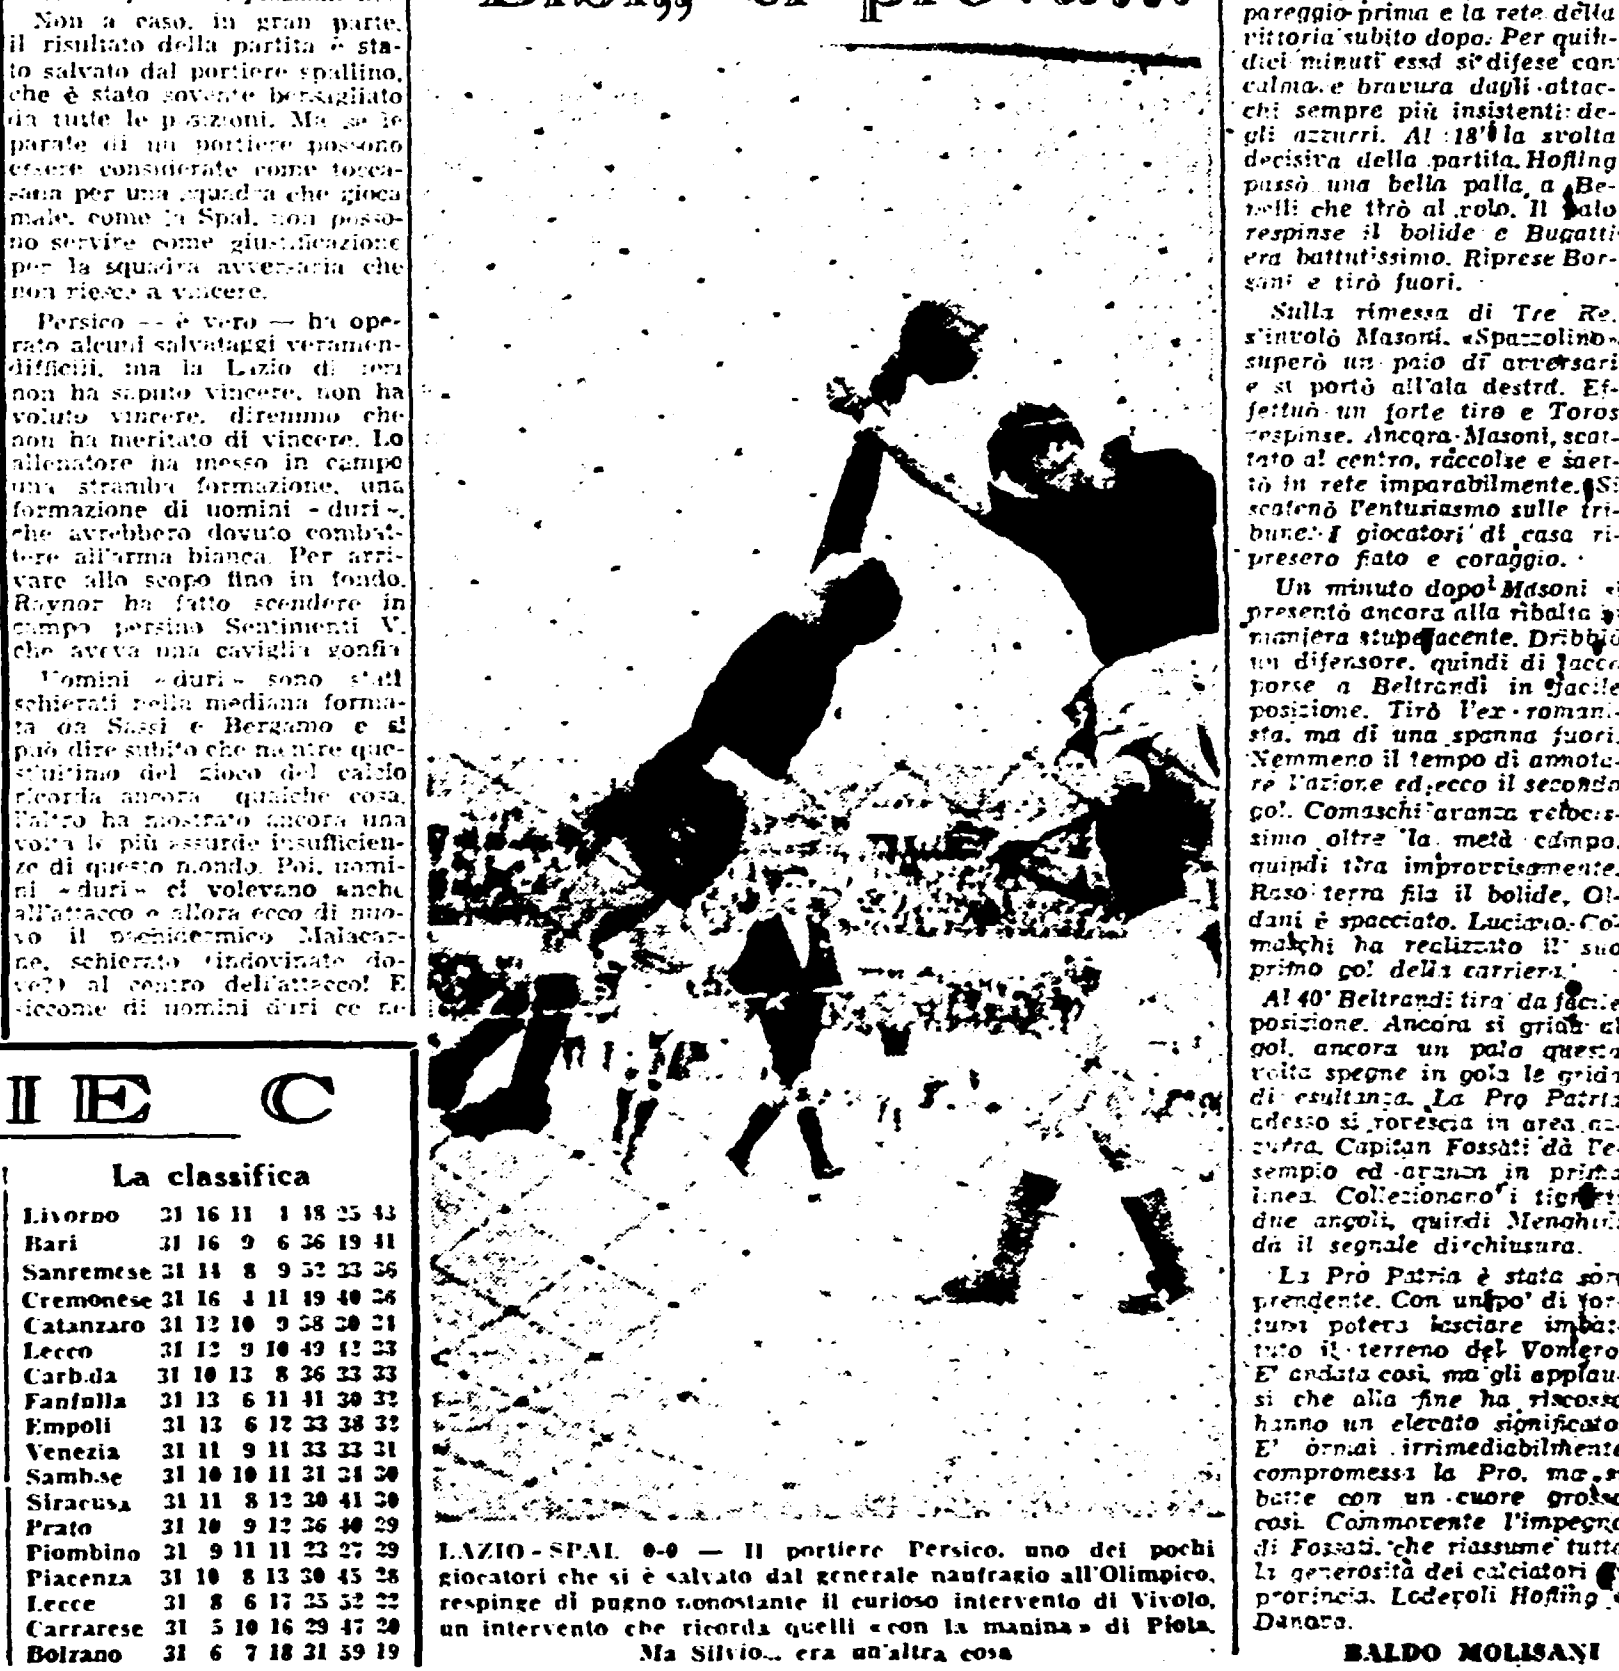 Non a caso, in gran parte,
il risultato della partita è sta-
to salvato dal portiere spallino,
che è stato sovente bersagliato
da tutte le posizioni. Ma se le
parate di un portiere possono
essere considerate come tocca-
sana per una squadra che gioca
male, come la Spal, non posso-
no servire come giustificazione
per la squadra avversaria che
non riesce a vincere.
Persico -- è vero -- ha ope-
rato alcuni salvataggi veramen-
difficili, ma la Lazio di ieri
non ha saputo vincere, non ha
voluto vincere, diremmo che
non ha meritato di vincere. Lo
allenatore ha messo in campo
una stramba formazione, una
formazione di uomini «duri»,
che avrebbero dovuto combat-
tere all'arma bianca. Per arri-
vare allo scopo fino in fondo,
Raynor ha fatto scendere in
campo persino Sentimenti V,
che aveva una caviglia gonfia
Uomini «duri» sono stati
schierati nella mediana forma-
ta da Sassi e Bergamo e si
può dire subito che mentre que-
st'ultimo del gioco del calcio
ricorda ancora qualche cosa,
l'altro ha mostrato ancora una
volta le più assurde insufficien-
ze di questo mondo. Poi, uomi-
ni «duri» ci volevano anche
all'attacco e allora ecco di nuo-
vo il pachidermico Malacar-
ne, schierato (indovinate do-
ve?) al centro dell'attacco! E
siccome di uomini duri ce ne
IE C
La classifica
Livorno 31 16 11 4 48 25 43
Bari 31 16 9 6 36 19 41
Sanremese 31 14 8 9 52 33 36
Cremonese 31 16 4 11 49 40 36
Catanzaro 31 12 10 9 38 30 34
Lecco 31 12 9 10 49 42 33
Carb.da 31 10 13 8 36 33 33
Fanfulla 31 13 6 11 41 30 32
Empoli 31 13 6 12 33 38 32
Venezia 31 11 9 11 33 33 31
Samb.se 31 10 10 11 31 34 30
Siracusa 31 11 8 12 30 41 30
Prato 31 10 9 12 36 40 29
Piombino 31 9 11 11 23 27 29
Piacenza 31 10 8 13 30 45 28
Lecce 31 8 6 17 25 52 22
Carrarese 31 5 10 16 29 47 20
Bolzano 31 6 7 18 31 59 19
LAZIO-SPAL 0-0 — Il portiere Persico, uno dei pochi
giocatori che si è salvato dal generale naufragio all'Olimpico,
respinge di pugno nonostante il curioso intervento di Vivolo,
un intervento che ricorda quelli «con la manina» di Piola.
Ma Silvio... era un'altra cosa
pareggio prima e la rete della
vittoria subito dopo. Per quin-
dici minuti essa si difese con
calma e bravura dagli attac-
chi sempre più insistenti de-
gli azzurri. Al 18' la svolta
decisiva della partita. Hofling
passò una bella palla a Be-
nelli che tirò al volo. Il palo
respinse il bolide e Bugatti
era battutissimo. Riprese Bor-
sani e tirò fuori.
Sulla rimessa di Tre Re,
s'involò Masoni. «Spazzolino»
superò un paio di avversari
e si portò all'ala destra. Ef-
fettuò un forte tiro e Toros
respinse. Ancora Masoni, scat-
tato al centro, raccolse e saet-
tò in rete imparabilmente. Si
scatenò l'entusiasmo sulle tri-
bune. I giocatori di casa ri-
presero fiato e coraggio.
Un minuto dopo Masoni si
presentò ancora alla ribalta in
maniera stupefacente. Dribblò
un difensore, quindi di tacco
porse a Beltrandi in facile
posizione. Tirò l'ex romani-
sta, ma di una spanna fuori.
Nemmeno il tempo di annota-
re l'azione ed ecco il secondo
gol. Comaschi avanza velocis-
simo oltre la metà campo,
quindi tira improvvisamente.
Raso terra fila il bolide, Ol-
dani è spacciato. Luciano Co-
maschi ha realizzato il suo
primo gol della carriera.
Al 40' Beltrandi tira da facile
posizione. Ancora si grida al
gol, ancora un palo questa
volta spegne in gola le grida
di esultanza. La Pro Patria
adesso si rovescia in area az-
zurra. Capitan Fossati dà l'e-
sempio ed avanza in prima
linea. Collezionano i tigrotti
due angoli, quindi Menghini
dà il segnale di chiusura.
La Pro Patria è stata sor-
prendente. Con un po' di for-
tuna poteva lasciare imbat-
tuto il terreno del Vomero.
E' andata così, ma gli applau-
si che alla fine ha riscosso
hanno un elevato significato.
E' ormai irrimediabilmente
compromessa la Pro, ma si
batte con un cuore grosso
così. Commovente l'impegno
di Fossati, che riassume tutta
la generosità dei calciatori di
provincia. Lodevoli Hofling e
Danova.
BALDO MOLISANI